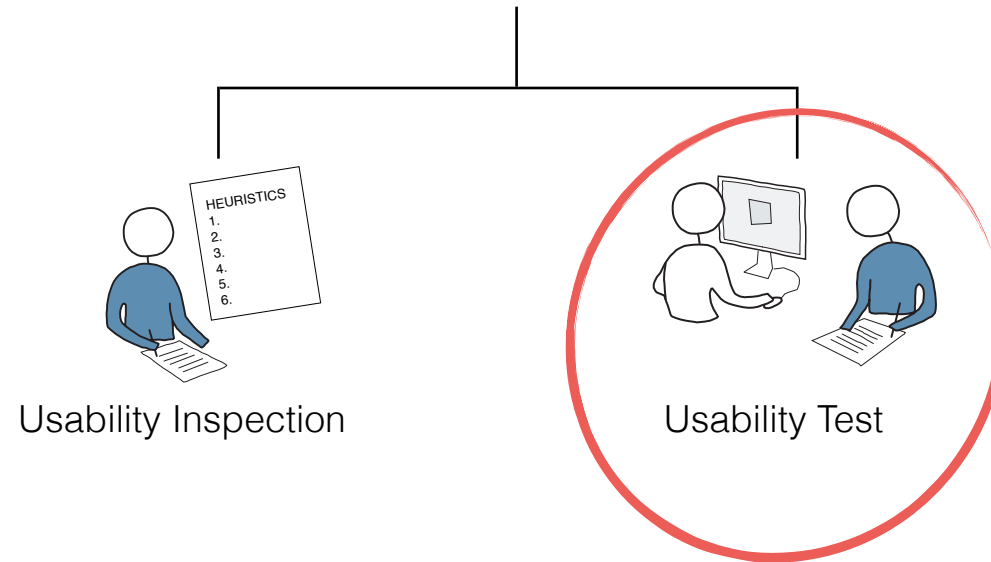 HEURISTICS
1.
2.
3.
4.
5.
6.
Usability Inspection
Usability Test